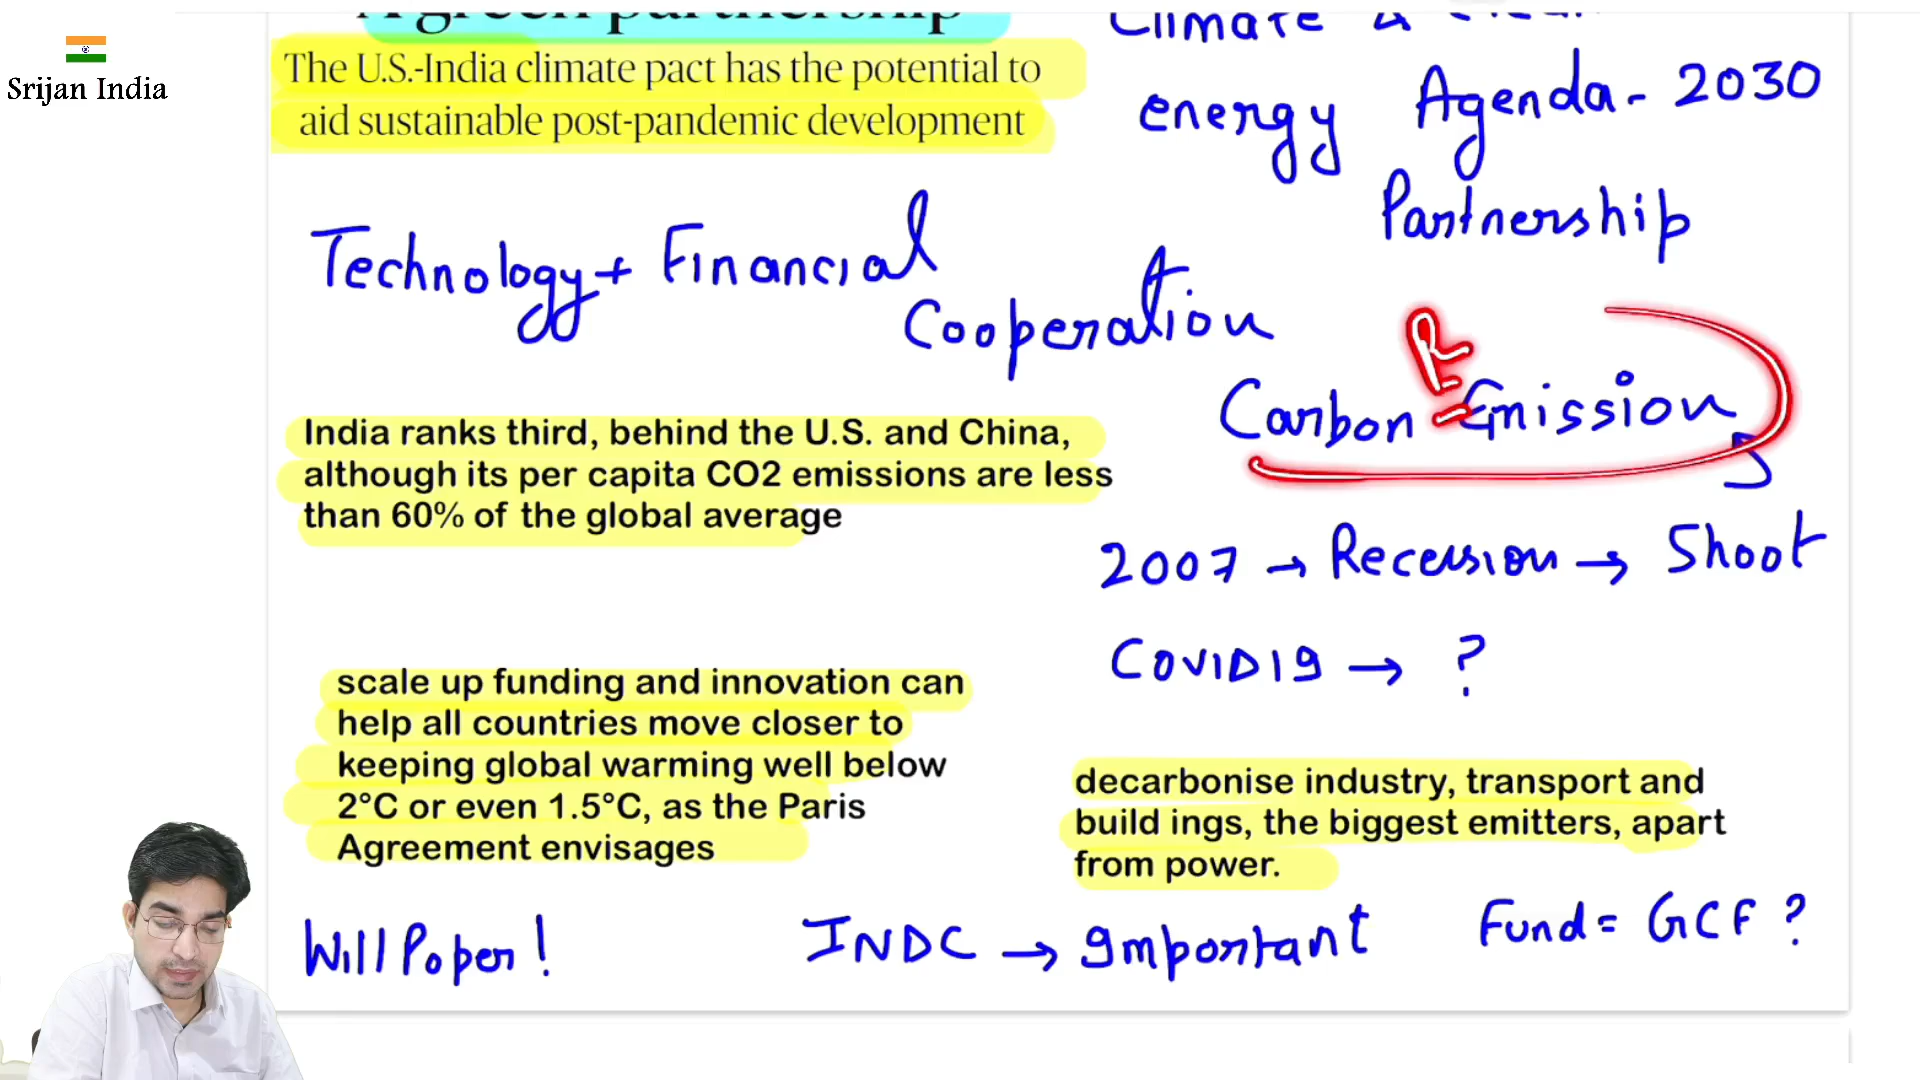 A green partnership
Climate &
Srijan India
The U.S.-India climate pact has the potential to
aid sustainable post-pandemic development
energy Agenda - 2030
Partnership
Technology + Financial
Cooperation
Carbon Emission
India ranks third, behind the U.S. and China,
although its per capita CO2 emissions are less
than 60% of the global average
2007 → Recession → Shoot
COVID19 → ?
scale up funding and innovation can
help all countries move closer to
keeping global warming well below
2°C or even 1.5°C, as the Paris
Agreement envisages
decarbonise industry, transport and
build ings, the biggest emitters, apart
from power.
Will Poper!
INDC → Important
Fund = GCF ?